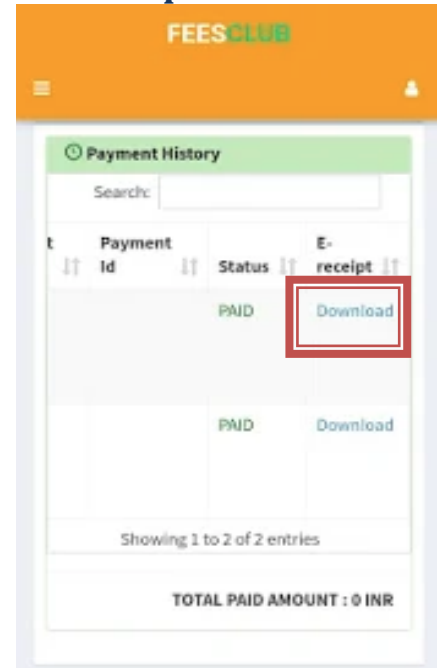 FEESCLUB
Payment History
Search:
t Payment Id Status E-receipt
PAID Download
PAID Download
Showing 1 to 2 of 2 entries
TOTAL PAID AMOUNT : 0 INR